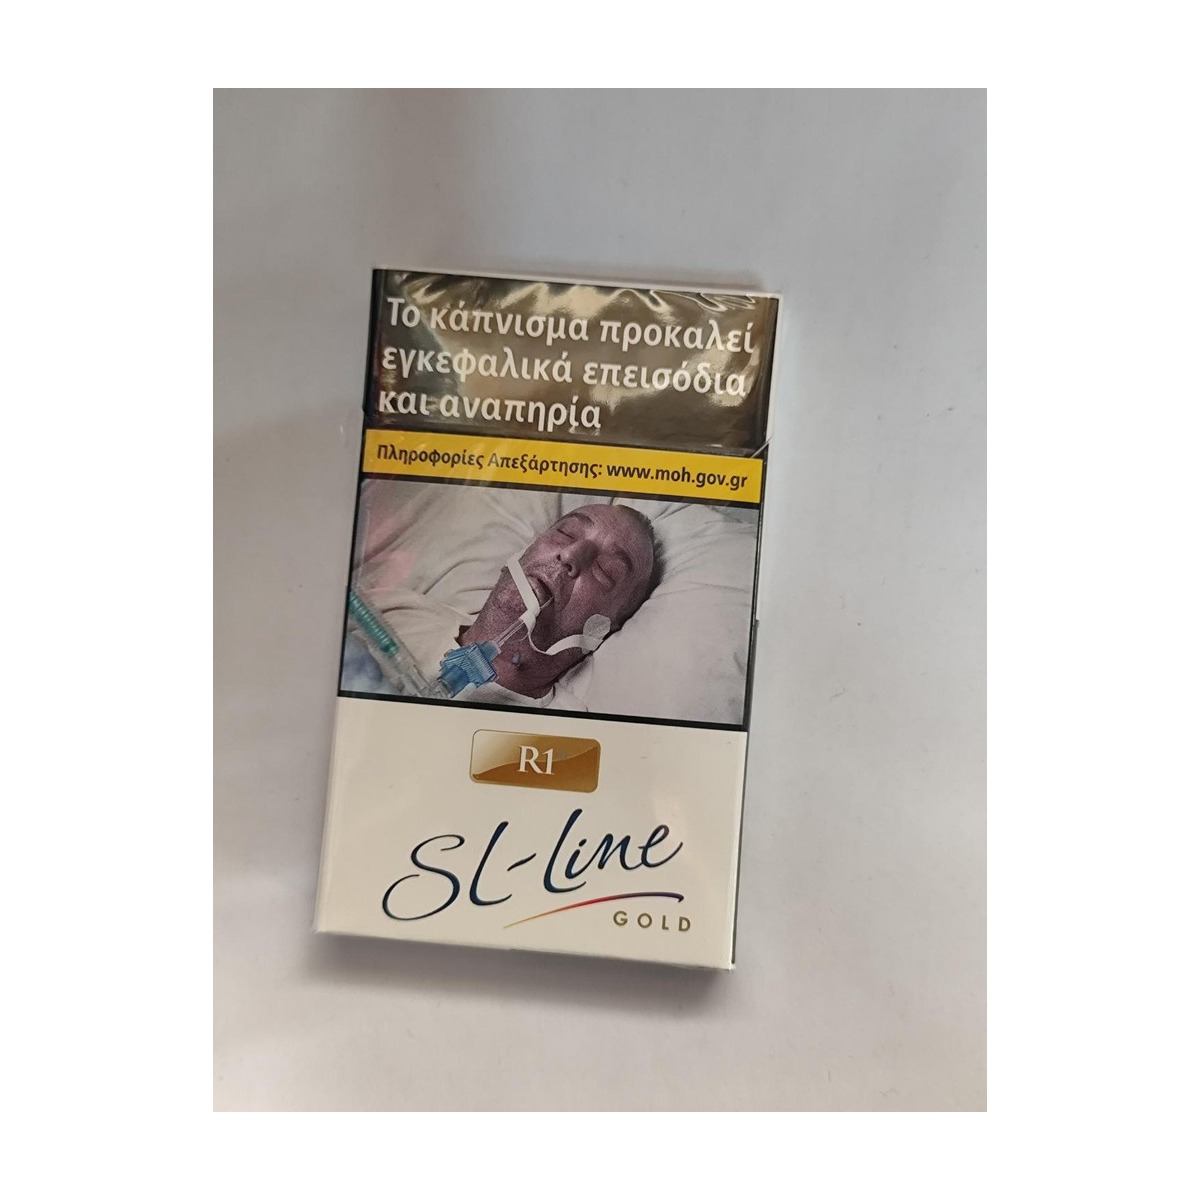 Το κάπνισμα προκαλεί
εγκεφαλικά επεισόδια
και αναπηρία
Πληροφορίες Απεξάρτησης: www.moh.gov.gr
R1
SL-Line
GOLD